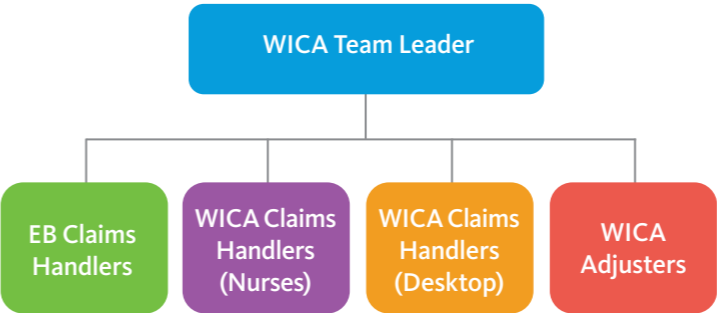 WICA Team Leader
EB Claims
Handlers
WICA Claims
Handlers
(Nurses)
WICA Claims
Handlers
(Desktop)
WICA
Adjusters